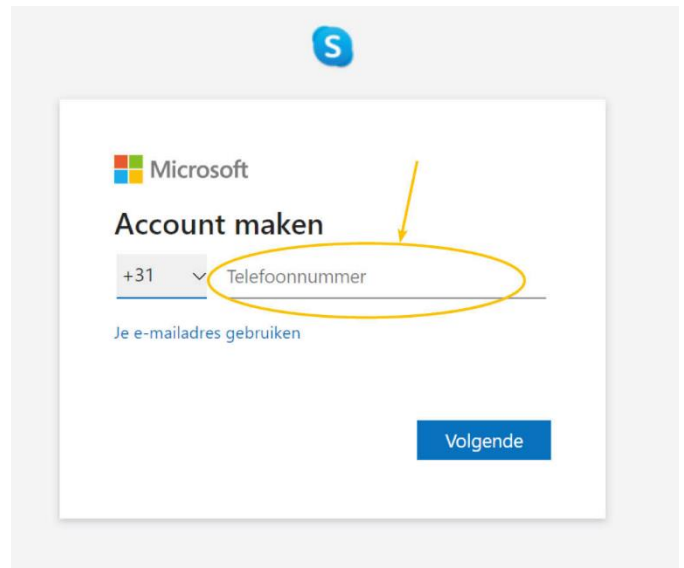 S
Microsoft
Account maken
+31 Telefoonnummer
Je e-mailadres gebruiken
Volgende